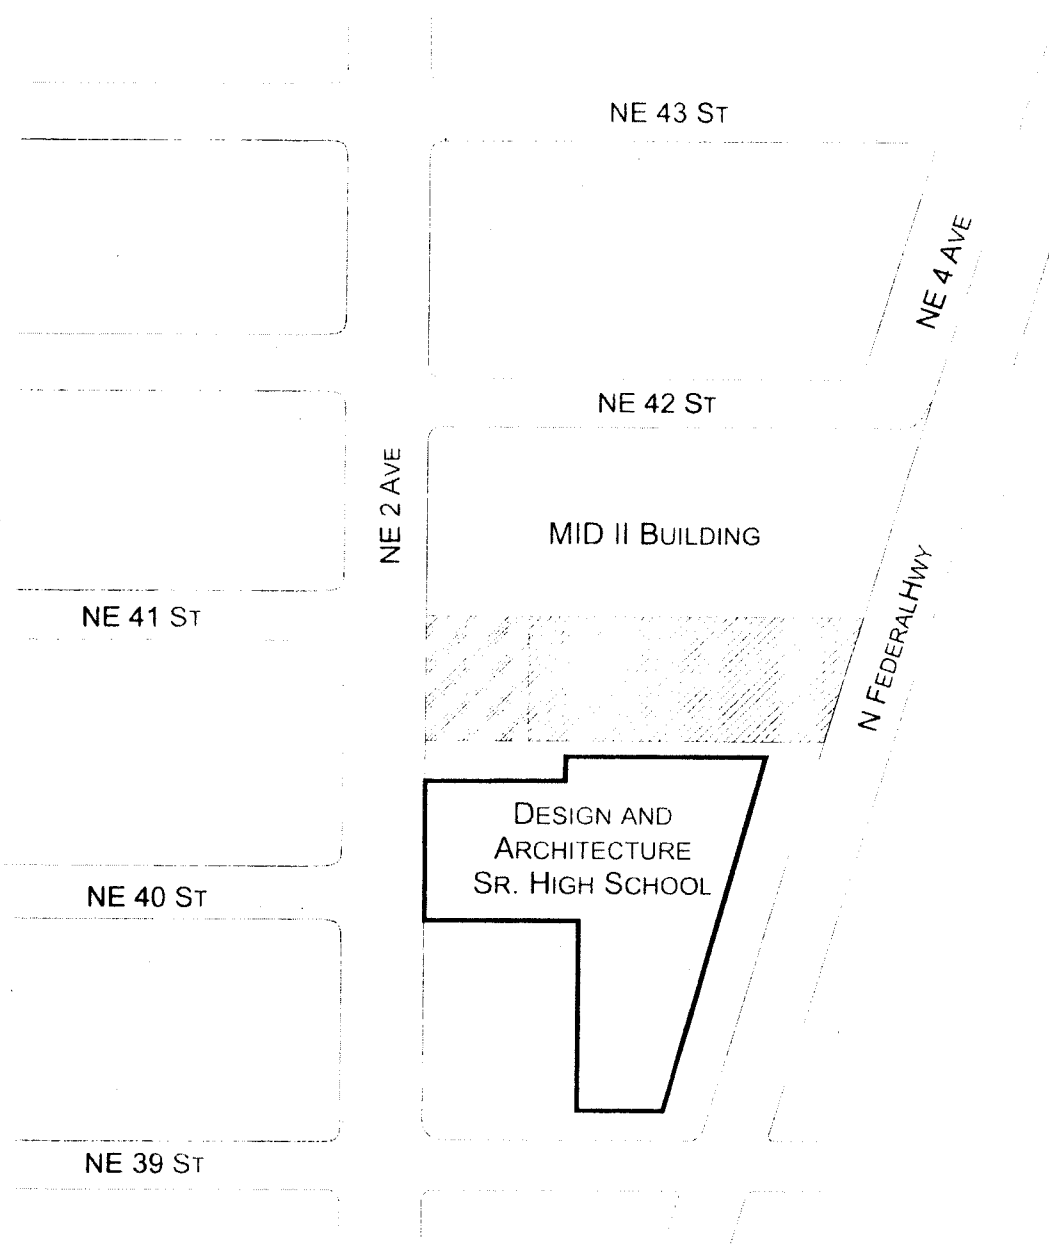 NE 43 ST
NE 4 AVE
NE 42 ST
NE 2 AVE
MID II BUILDING
N FEDERAL HWY
NE 41 ST
DESIGN AND
ARCHITECTURE
SR. HIGH SCHOOL
NE 40 ST
NE 39 ST